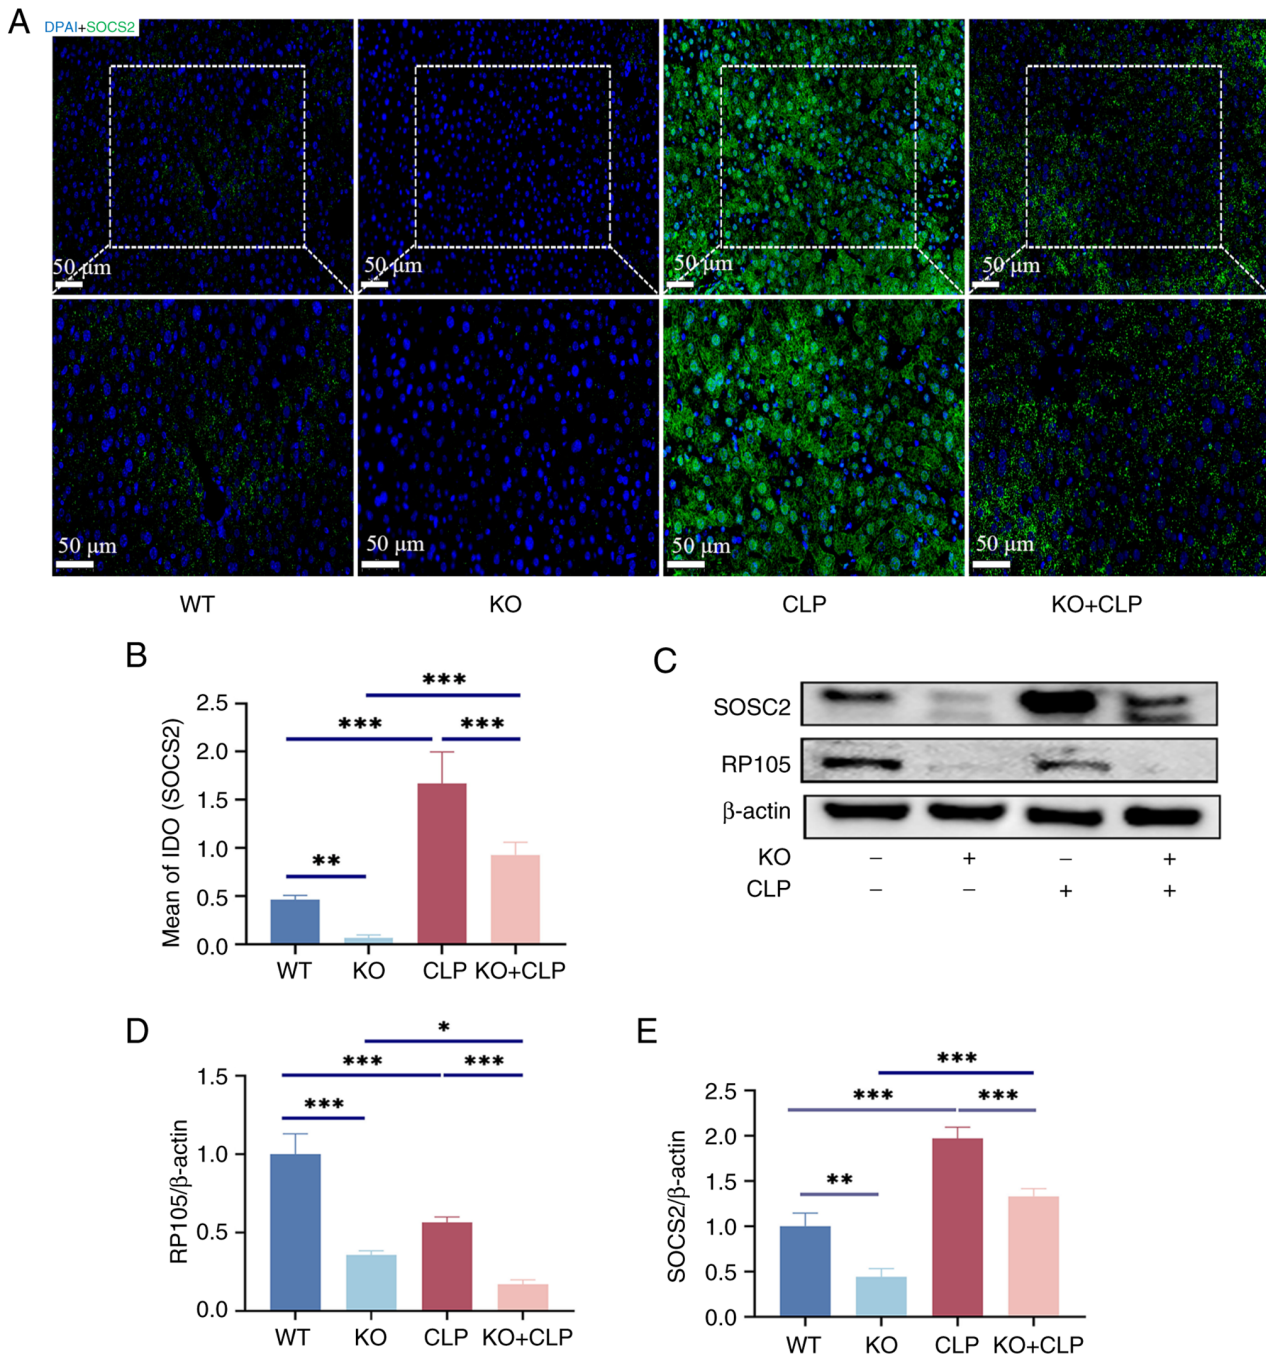 A
DPAI+SOCS2
50 µm
50 µm
50 µm
50 µm
50 µm
50 µm
50 µm
50 µm
WT KO CLP KO+CLP
B
Mean of IDO (SOCS2)
2.5
2.0
1.5
1.0
0.5
0.0
***
*** ***
**
WT KO CLP KO+CLP
C
SOSC2
RP105
β-actin
KO – + – +
CLP – – + +
D
RP105/β-actin
1.5
1.0
0.5
0.0
*
*** ***
***
WT KO CLP KO+CLP
E
SOCS2/β-actin
2.5
2.0
1.5
1.0
0.5
0.0
***
*** ***
**
WT KO CLP KO+CLP